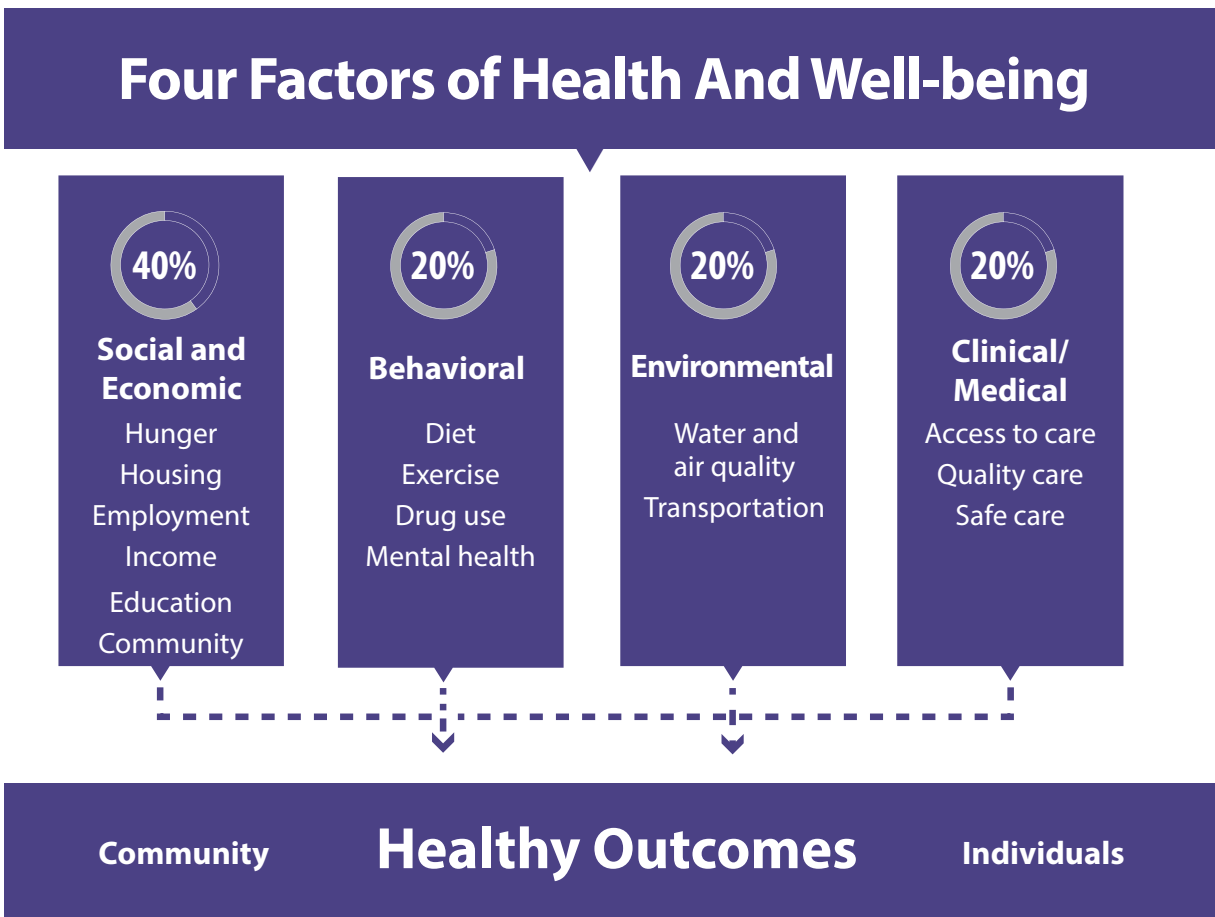 Four Factors of Health And Well-being
40%
Social and
Economic
Hunger
Housing
Employment
Income
Education
Community
20%
Behavioral
Diet
Exercise
Drug use
Mental health
20%
Environmental
Water and
air quality
Transportation
20%
Clinical/
Medical
Access to care
Quality care
Safe care
Community
Healthy Outcomes
Individuals